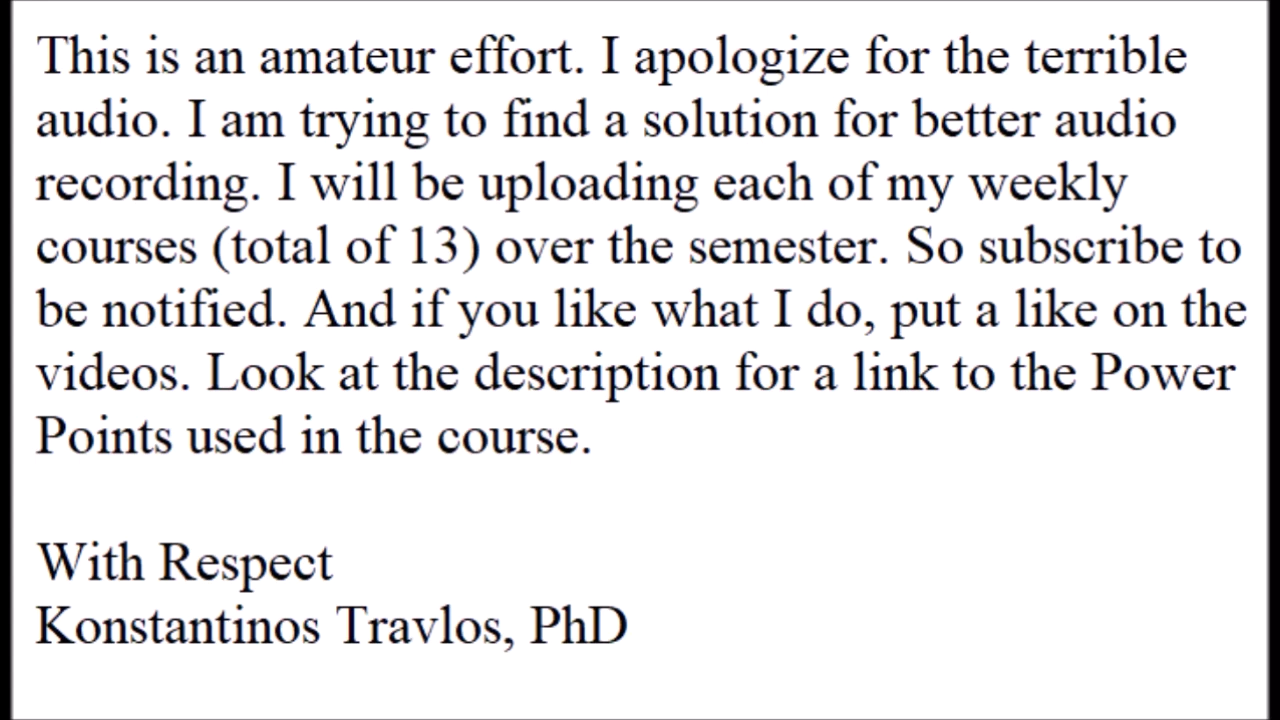 This is an amateur effort. I apologize for the terrible
audio. I am trying to find a solution for better audio
recording. I will be uploading each of my weekly
courses (total of 13) over the semester. So subscribe to
be notified. And if you like what I do, put a like on the
videos. Look at the description for a link to the Power
Points used in the course.
With Respect
Konstantinos Travlos, PhD